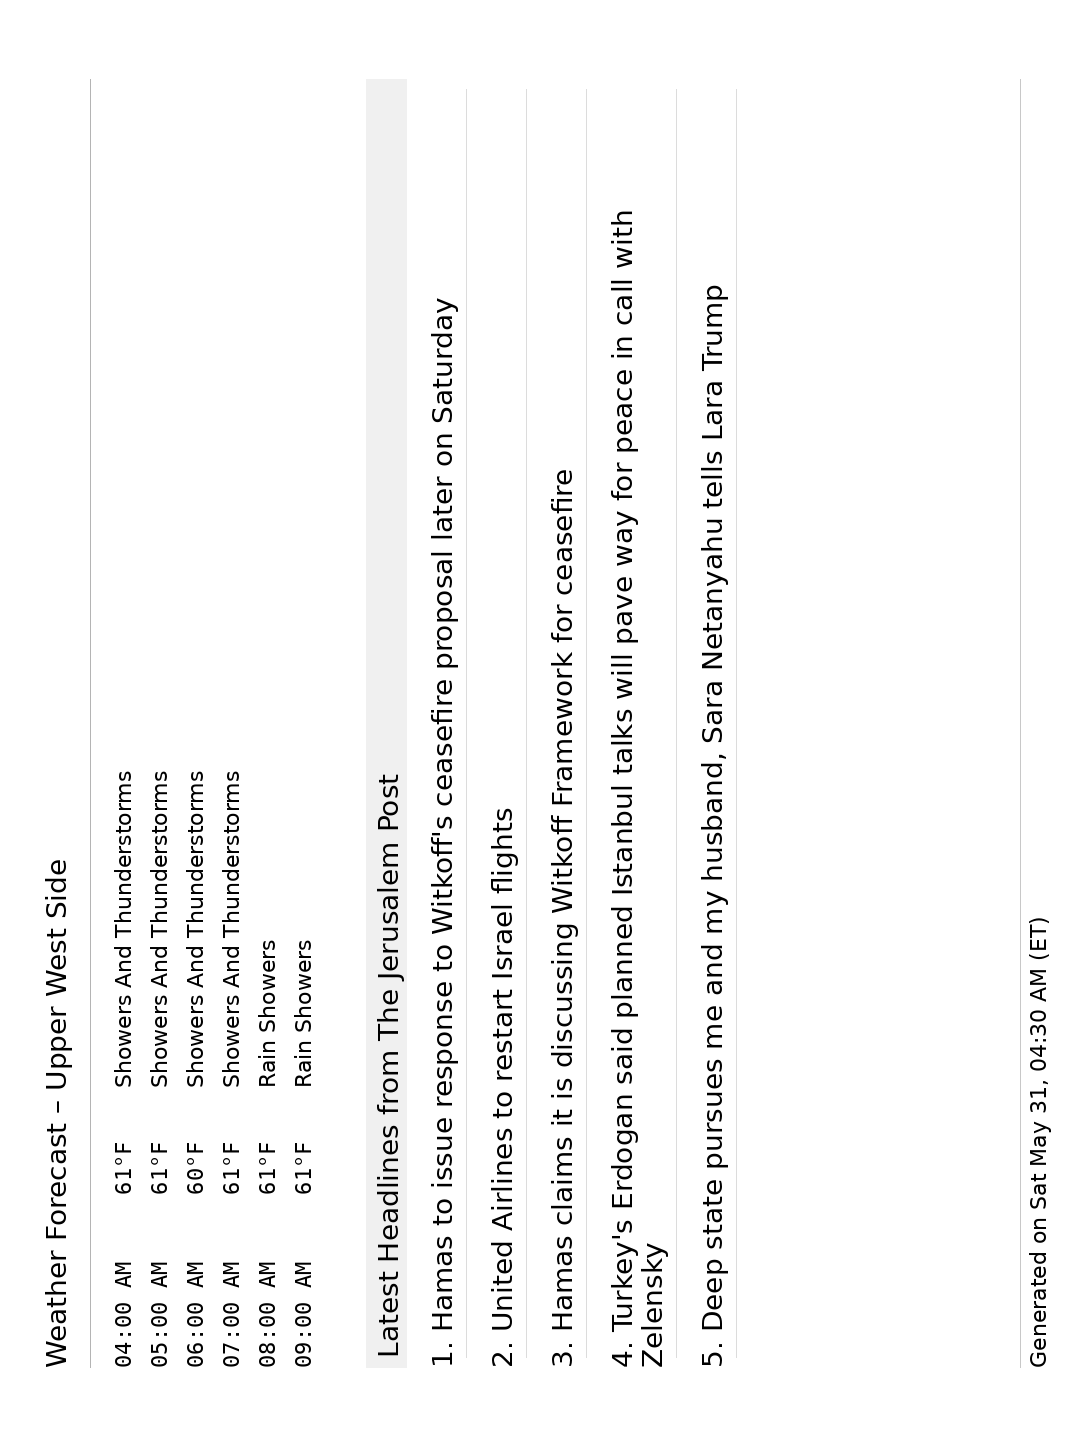 Weather Forecast – Upper West Side
04:00 AM 61°F Showers And Thunderstorms
05:00 AM 61°F Showers And Thunderstorms
06:00 AM 60°F Showers And Thunderstorms
07:00 AM 61°F Showers And Thunderstorms
08:00 AM 61°F Rain Showers
09:00 AM 61°F Rain Showers
Latest Headlines from The Jerusalem Post
1. Hamas to issue response to Witkoff's ceasefire proposal later on Saturday
2. United Airlines to restart Israel flights
3. Hamas claims it is discussing Witkoff Framework for ceasefire
4. Turkey's Erdogan said planned Istanbul talks will pave way for peace in call with
Zelensky
5. Deep state pursues me and my husband, Sara Netanyahu tells Lara Trump
Generated on Sat May 31, 04:30 AM (ET)